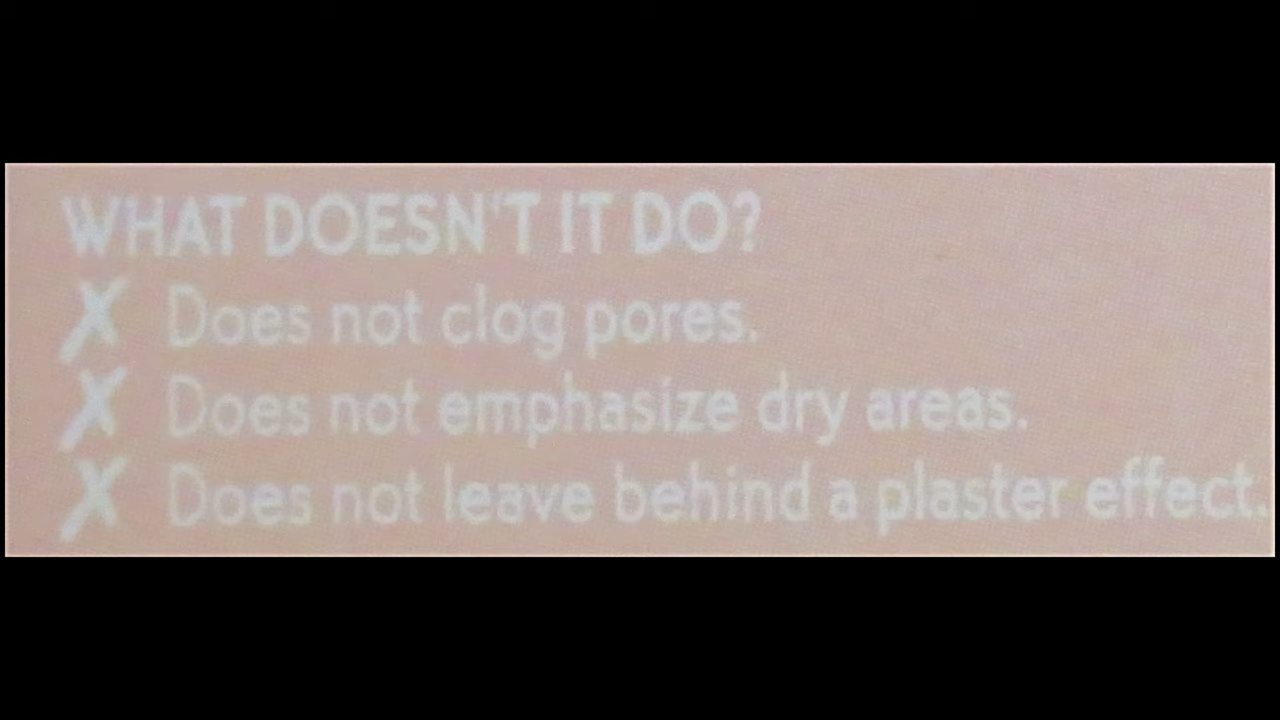 WHAT DOESN'T IT DO?
✗ Does not clog pores.
✗ Does not emphasize dry areas.
✗ Does not leave behind a plaster effect.